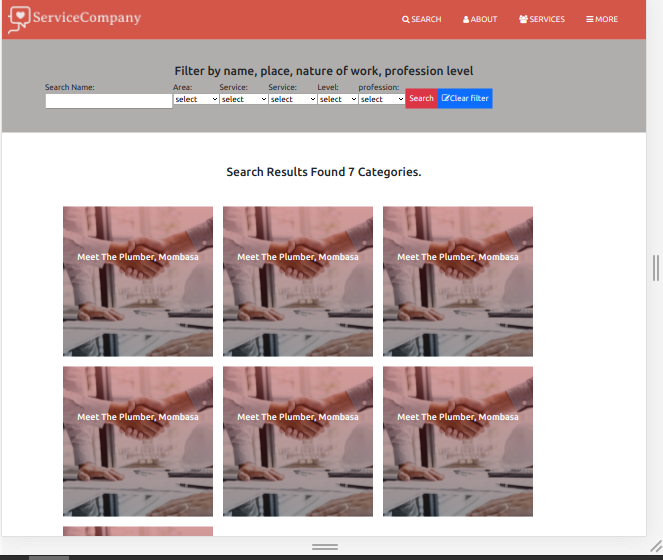 ServiceCompany
SEARCH ABOUT SERVICES MORE
Filter by name, place, nature of work, profession level
Search Name: Area: Service: Service: Level: profession:
select select select select select Search Clear filter
Search Results Found 7 Categories.
Meet The Plumber, Mombasa Meet The Plumber, Mombasa Meet The Plumber, Mombasa
Meet The Plumber, Mombasa Meet The Plumber, Mombasa Meet The Plumber, Mombasa